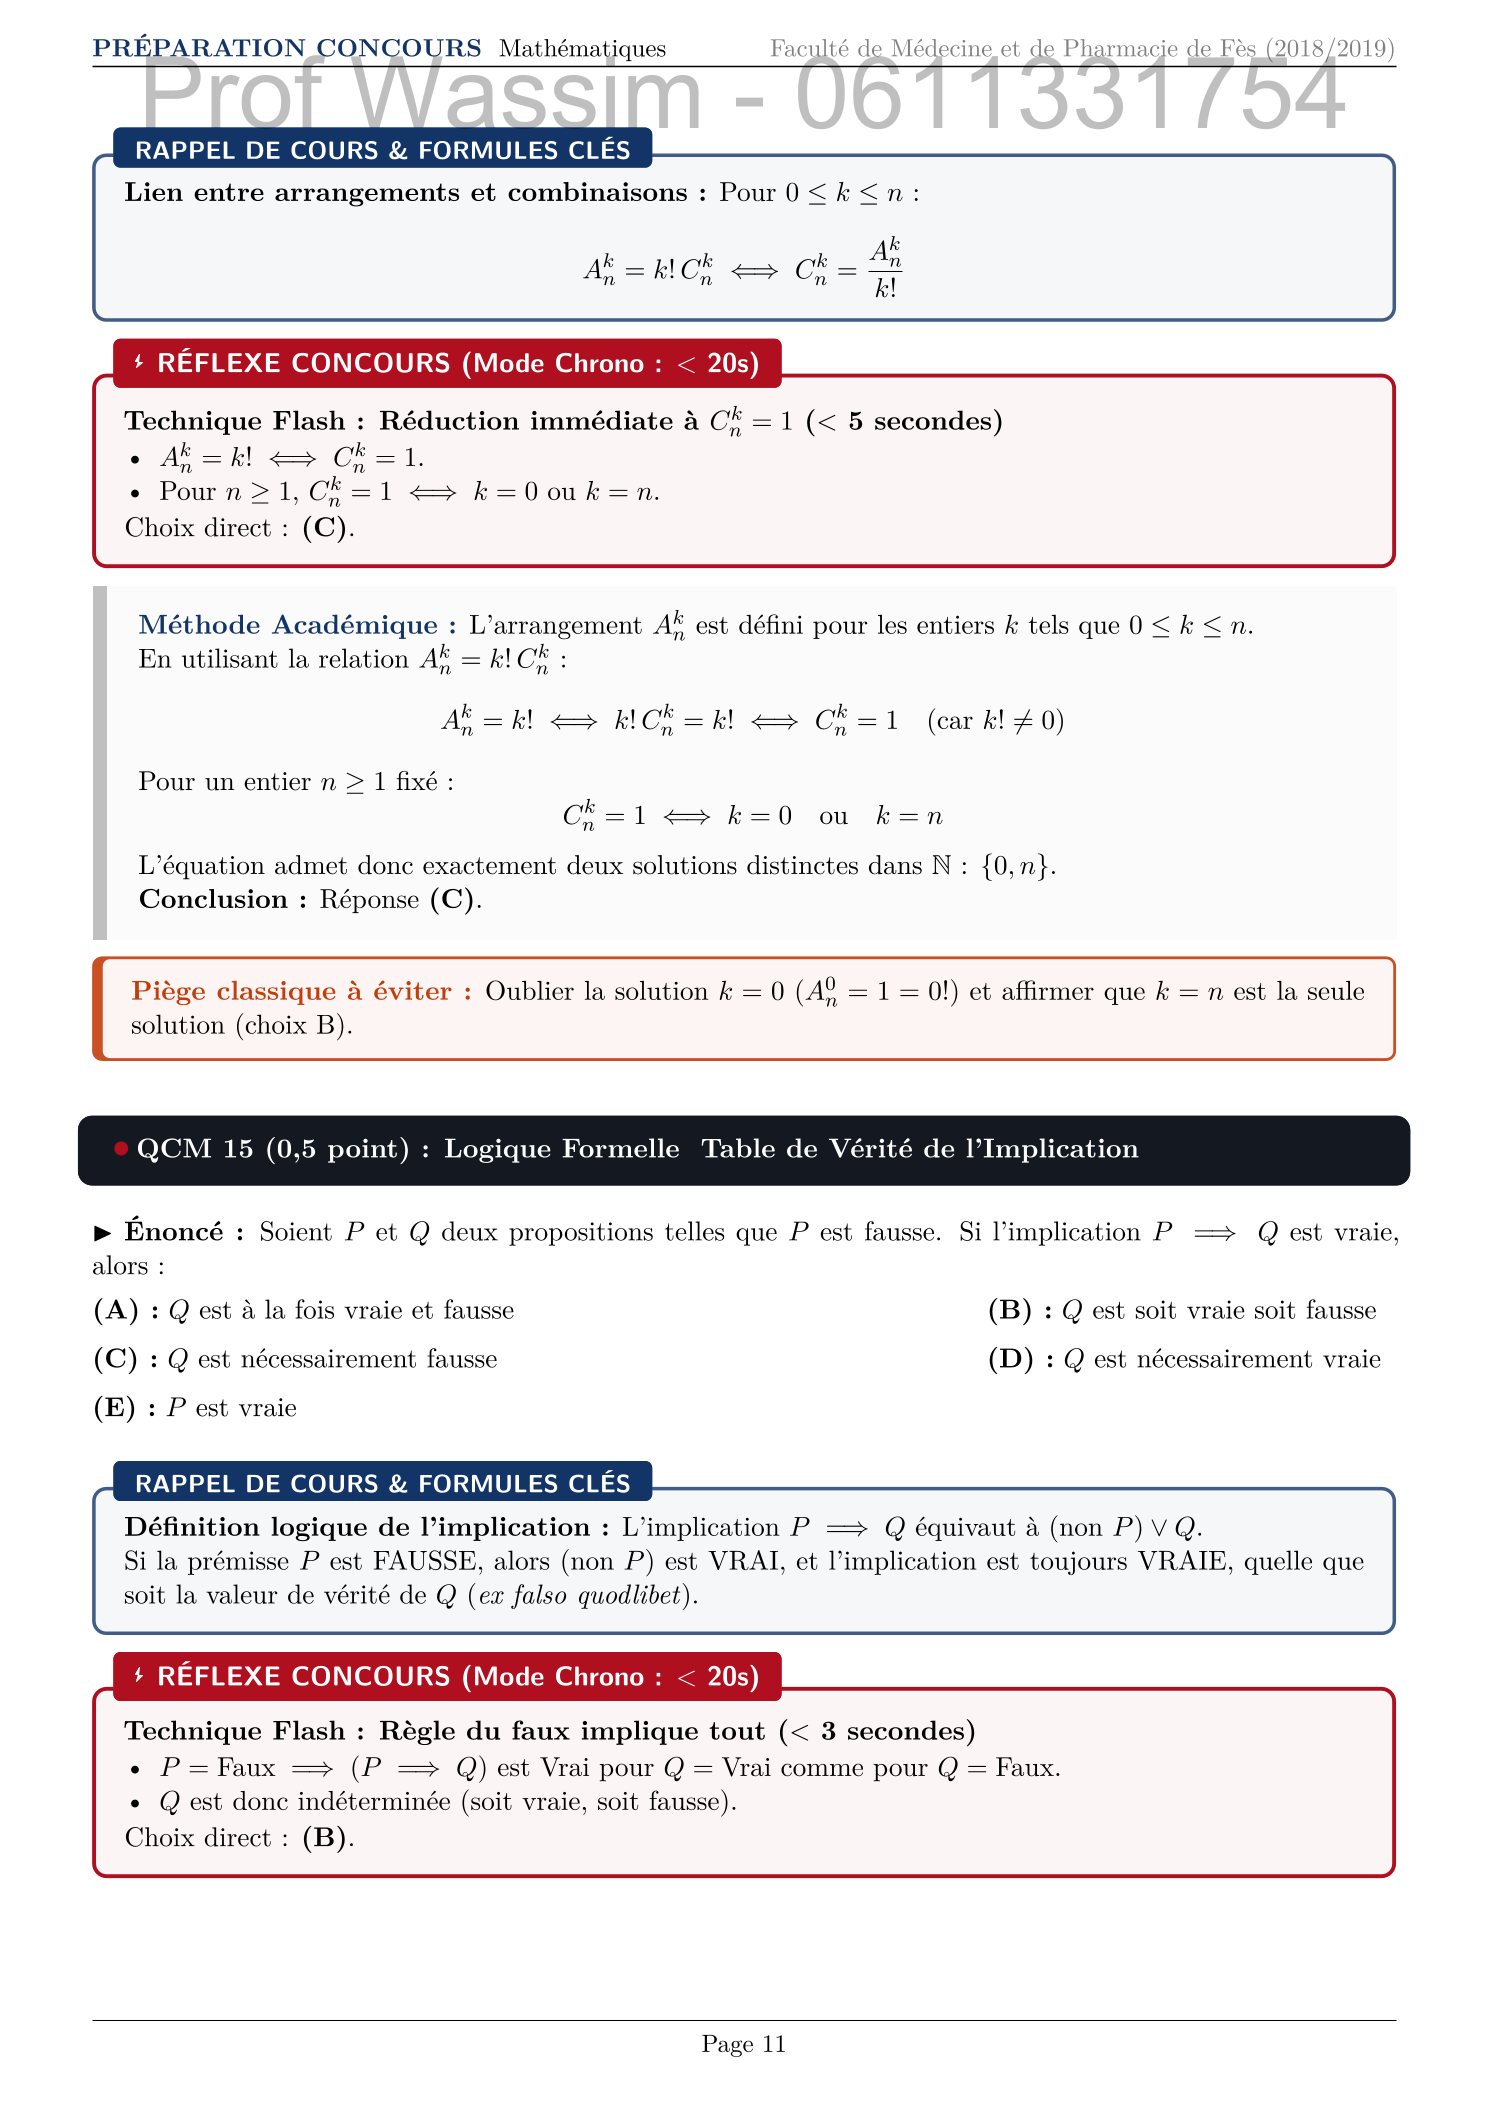 PRÉPARATION CONCOURS Mathématiques Faculté de Médecine et de Pharmacie de Fès (2018/2019)
Prof Wassim - 0611331754
RAPPEL DE COURS & FORMULES CLÉS
Lien entre arrangements et combinaisons : Pour 0 ≤ k ≤ n :
A_n^k = k! C_n^k ⟺ C_n^k = A_n^k / k!
RÉFLEXE CONCOURS (Mode Chrono : < 20s)
Technique Flash : Réduction immédiate à C_n^k = 1 (< 5 secondes)
• A_n^k = k! ⟺ C_n^k = 1.
• Pour n ≥ 1, C_n^k = 1 ⟺ k = 0 ou k = n.
Choix direct : (C).
Méthode Académique : L'arrangement A_n^k est défini pour les entiers k tels que 0 ≤ k ≤ n.
En utilisant la relation A_n^k = k! C_n^k :
A_n^k = k! ⟺ k! C_n^k = k! ⟺ C_n^k = 1 (car k! ≠ 0)
Pour un entier n ≥ 1 fixé :
C_n^k = 1 ⟺ k = 0 ou k = n
L'équation admet donc exactement deux solutions distinctes dans ℕ : {0, n}.
Conclusion : Réponse (C).
Piège classique à éviter : Oublier la solution k = 0 (A_n^0 = 1 = 0!) et affirmer que k = n est la seule
solution (choix B).
● QCM 15 (0,5 point) : Logique Formelle Table de Vérité de l'Implication
▶ Énoncé : Soient P et Q deux propositions telles que P est fausse. Si l'implication P ⟹ Q est vraie,
alors :
(A) : Q est à la fois vraie et fausse (B) : Q est soit vraie soit fausse
(C) : Q est nécessairement fausse (D) : Q est nécessairement vraie
(E) : P est vraie
RAPPEL DE COURS & FORMULES CLÉS
Définition logique de l'implication : L'implication P ⟹ Q équivaut à (non P) ∨ Q.
Si la prémisse P est FAUSSE, alors (non P) est VRAI, et l'implication est toujours VRAIE, quelle que
soit la valeur de vérité de Q (ex falso quodlibet).
RÉFLEXE CONCOURS (Mode Chrono : < 20s)
Technique Flash : Règle du faux implique tout (< 3 secondes)
• P = Faux ⟹ (P ⟹ Q) est Vrai pour Q = Vrai comme pour Q = Faux.
• Q est donc indéterminée (soit vraie, soit fausse).
Choix direct : (B).
Page 11